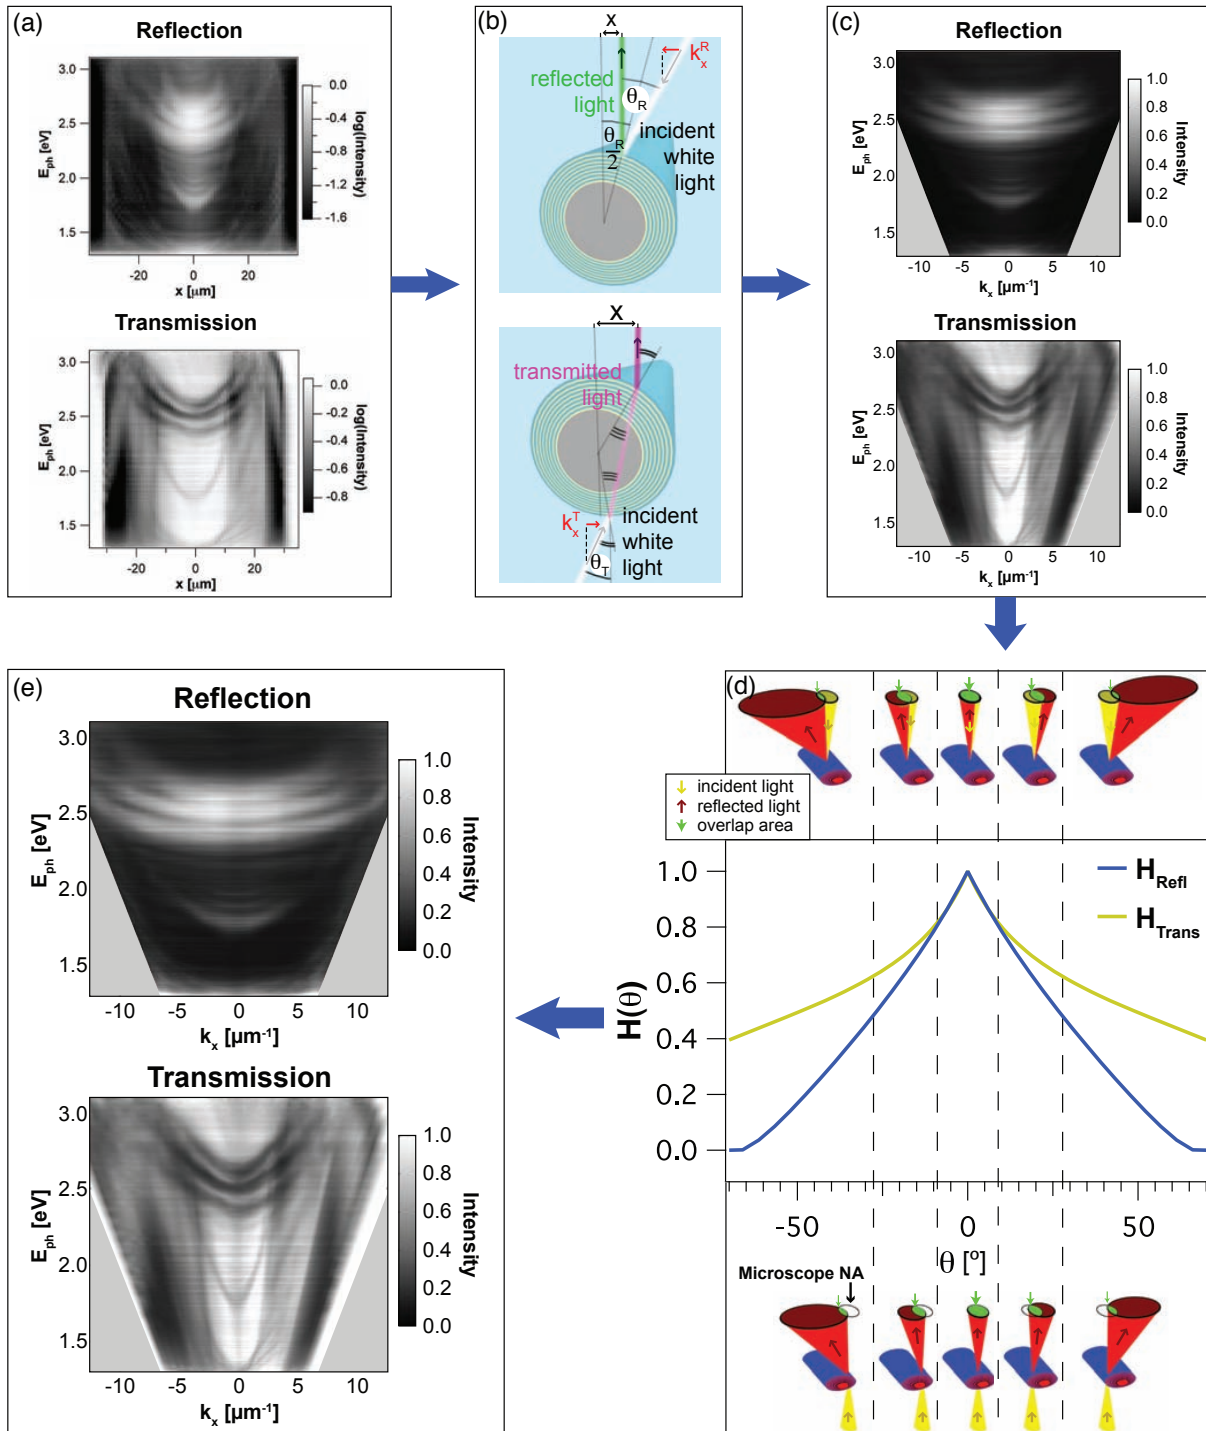 (a)
Reflection
3.0
2.5
2.0
1.5
E_ph [eV]
-20
0
20
x [µm]
0.0
-0.4
-0.8
-1.2
-1.6
log(Intensity)
Transmission
3.0
2.5
2.0
1.5
E_ph [eV]
-20
0
20
x [µm]
0.0
-0.2
-0.4
-0.6
-0.8
log(Intensity)
(b)
x
k_x^R
reflected
light
θ_R
θ_R/2
incident
white
light
x
transmitted
light
k_x^T
incident
white
light
θ_T
(c)
Reflection
3.0
2.5
2.0
1.5
E_ph [eV]
-10
-5
0
5
10
k_x [µm⁻¹]
1.0
0.8
0.6
0.4
0.2
0.0
Intensity
Transmission
3.0
2.5
2.0
1.5
E_ph [eV]
-10
-5
0
5
10
k_x [µm⁻¹]
1.0
0.8
0.6
0.4
0.2
0.0
Intensity
(d)
incident light
reflected light
overlap area
1.0
0.8
0.6
0.4
0.2
0.0
H(θ)
H_Refl
H_Trans
-50
0
50
θ [º]
Microscope NA
(e)
Reflection
3.0
2.5
2.0
1.5
E_ph [eV]
-10
-5
0
5
10
k_x [µm⁻¹]
1.0
0.8
0.6
0.4
0.2
0.0
Intensity
Transmission
3.0
2.5
2.0
1.5
E_ph [eV]
-10
-5
0
5
10
k_x [µm⁻¹]
1.0
0.8
0.6
0.4
0.2
0.0
Intensity